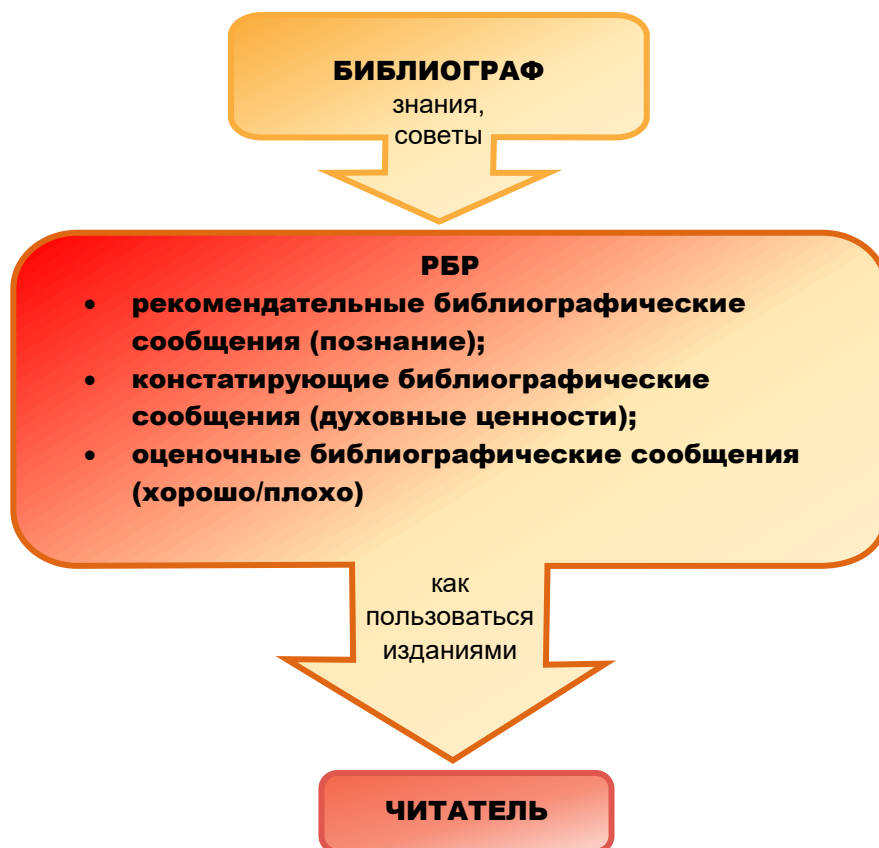 БИБЛИОГРАФ
знания,
советы
РБР
• рекомендательные библиографические
сообщения (познание);
• констатирующие библиографические
сообщения (духовные ценности);
• оценочные библиографические сообщения
(хорошо/плохо)
как
пользоваться
изданиями
ЧИТАТЕЛЬ